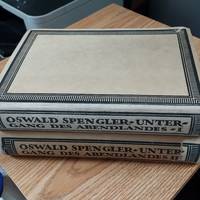 OSWALD SPENGLER-UNTER-
GANG DES ABENDLANDES-I
OSWALD SPENGLER-UNTER-
GANG DES ABENDLANDES II